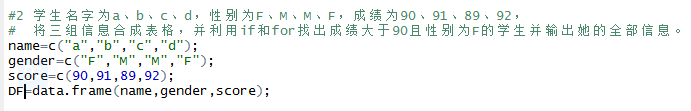 #2 学生名字为a、b、c、d，性别为F、M、M、F，成绩为90、91、89、92，
# 将三组信息合成表格，并利用if和for找出成绩大于90且性别为F的学生并输出她的全部信息。
name=c("a","b","c","d");
gender=c("F","M","M","F");
score=c(90,91,89,92);
DF=data.frame(name,gender,score);